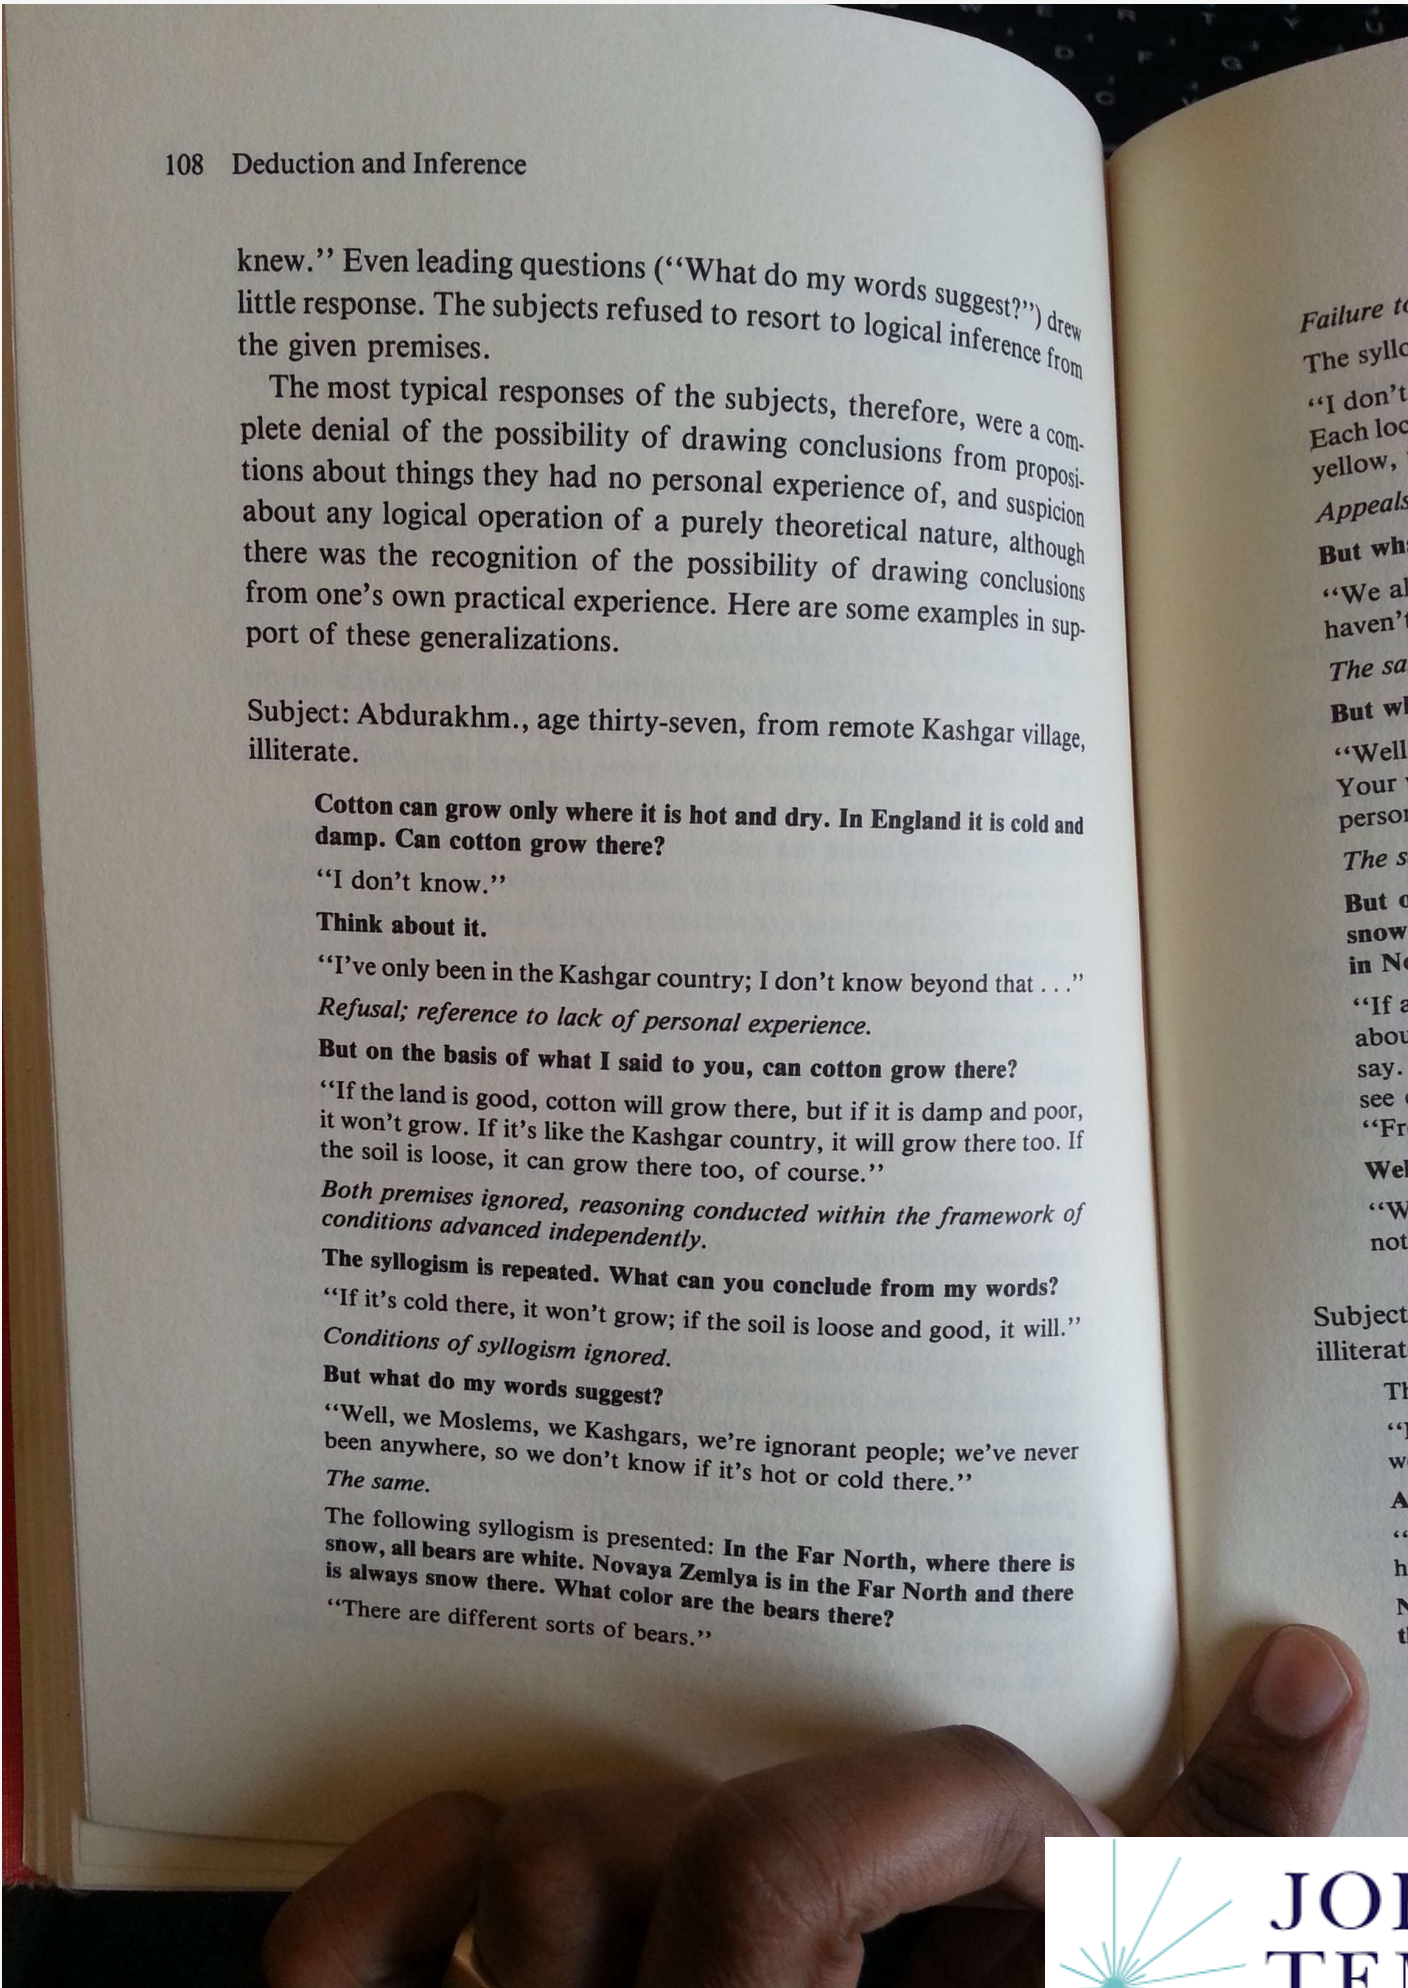 108 Deduction and Inference
knew.” Even leading questions (“What do my words suggest?”) drew
little response. The subjects refused to resort to logical inference from
the given premises.
The most typical responses of the subjects, therefore, were a com-
plete denial of the possibility of drawing conclusions from proposi-
tions about things they had no personal experience of, and suspicion
about any logical operation of a purely theoretical nature, although
there was the recognition of the possibility of drawing conclusions
from one’s own practical experience. Here are some examples in sup-
port of these generalizations.
Subject: Abdurakhm., age thirty-seven, from remote Kashgar village,
illiterate.
Cotton can grow only where it is hot and dry. In England it is cold and
damp. Can cotton grow there?
“I don’t know.”
Think about it.
“I’ve only been in the Kashgar country; I don’t know beyond that . . .”
Refusal; reference to lack of personal experience.
But on the basis of what I said to you, can cotton grow there?
“If the land is good, cotton will grow there, but if it is damp and poor,
it won’t grow. If it’s like the Kashgar country, it will grow there too. If
the soil is loose, it can grow there too, of course.”
Both premises ignored, reasoning conducted within the framework of
conditions advanced independently.
The syllogism is repeated. What can you conclude from my words?
“If it’s cold there, it won’t grow; if the soil is loose and good, it will.”
Conditions of syllogism ignored.
But what do my words suggest?
“Well, we Moslems, we Kashgars, we’re ignorant people; we’ve never
been anywhere, so we don’t know if it’s hot or cold there.”
The same.
The following syllogism is presented: In the Far North, where there is
snow, all bears are white. Novaya Zemlya is in the Far North and there
is always snow there. What color are the bears there?
“There are different sorts of bears.”
Failure
The
“I don’t
Each
yellow,
But
“We
The
But
“Well
Your
The
But
snow
in
“If
say.
see
not
Subject